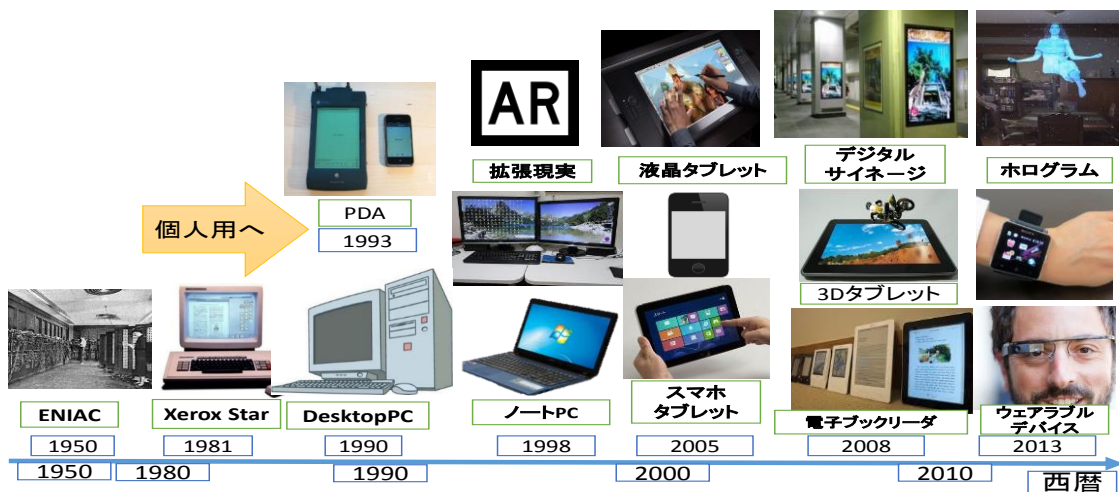 AR
拡張現実
液晶タブレット
デジタル
サイネージ
ホログラム
個人用へ
PDA
1993
3Dタブレット
ENIAC
Xerox Star
DesktopPC
ノートPC
スマホ
タブレット
電子ブックリーダ
ウェアラブル
デバイス
1950
1981
1990
1998
2005
2008
2013
1950
1980
1990
2000
2010
西暦